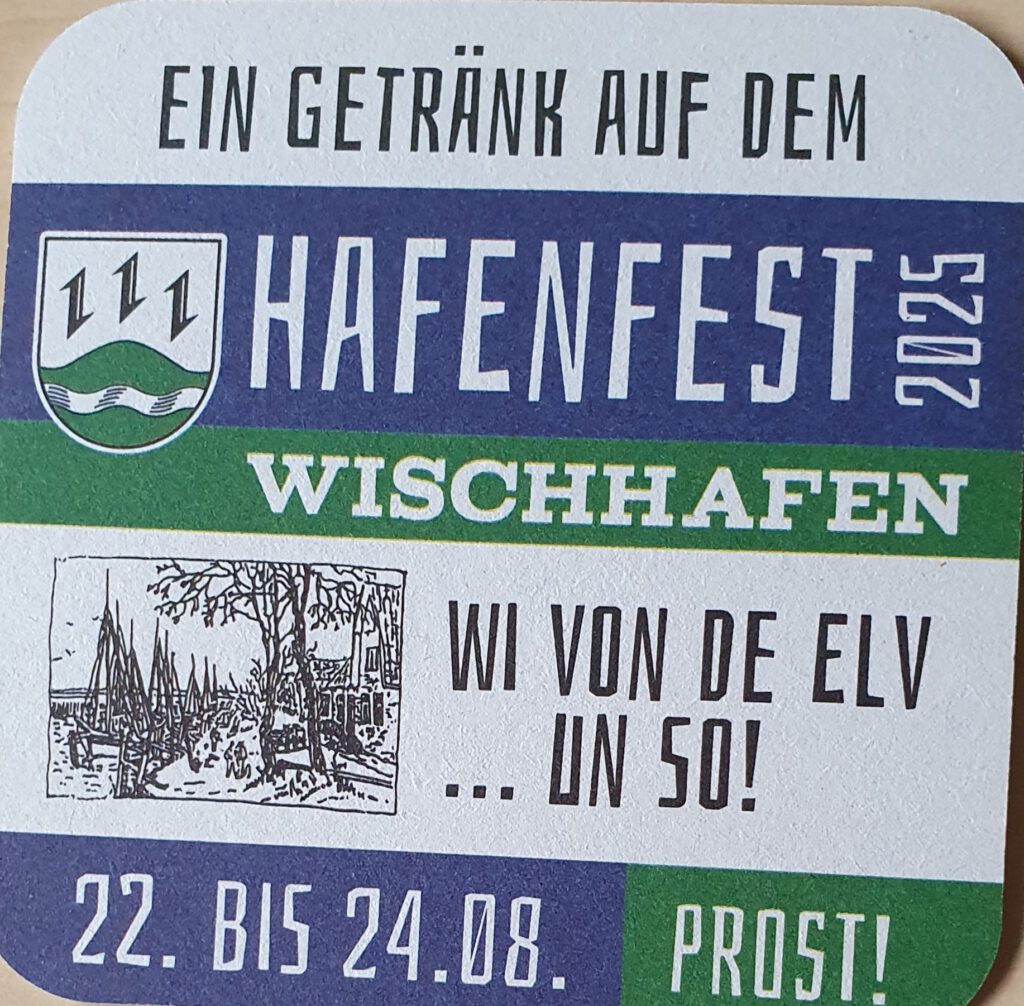 EIN GETRÄNK AUF DEM
HAFENFEST 2025
WISCHHAFEN
WI VON DE ELV
... UN SO!
22. BIS 24.08.
PROST!